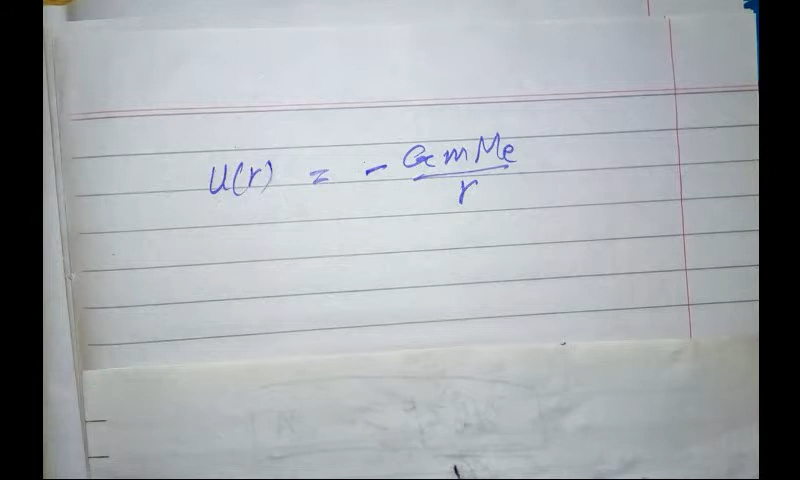 U(r) = - GmMe/r